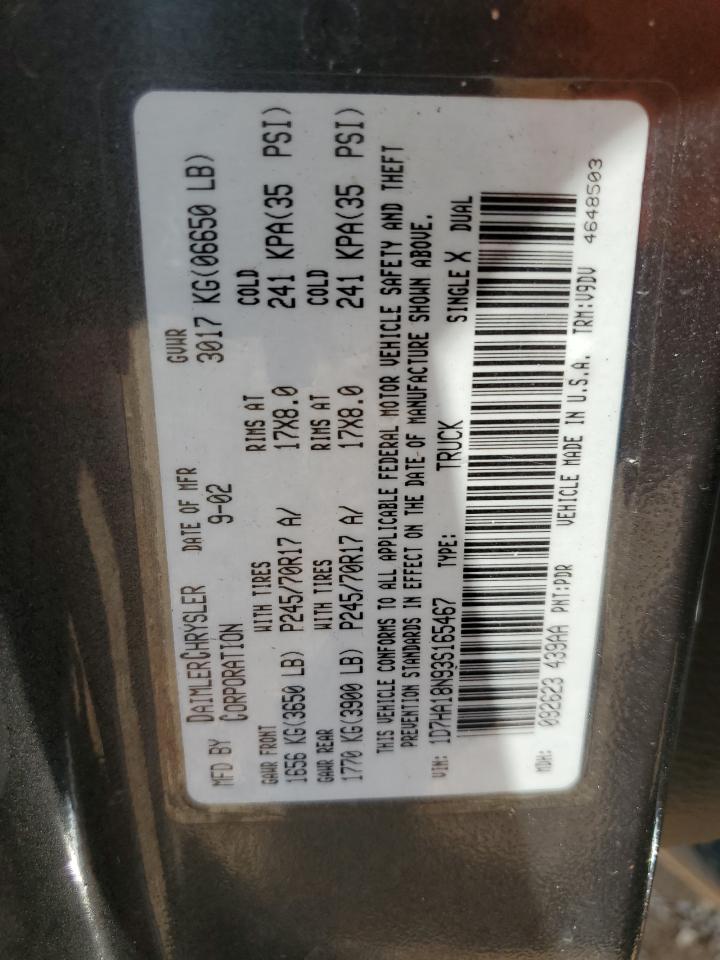 MFD BY DAIMLERCHRYSLER CORPORATION DATE OF MFR 9-02 GVWR 3017 KG(06650 LB)
GAWR FRONT WITH TIRES RIMS AT COLD
1656 KG(3650 LB) P245/70R17 A/ 17X8.0 241 KPA(35 PSI)
GAWR REAR WITH TIRES RIMS AT COLD
1770 KG(3900 LB) P245/70R17 A/ 17X8.0 241 KPA(35 PSI)
THIS VEHICLE CONFORMS TO ALL APPLICABLE FEDERAL MOTOR VEHICLE SAFETY AND THEFT
PREVENTION STANDARDS IN EFFECT ON THE DATE OF MANUFACTURE SHOWN ABOVE.
VIN: 1D7HA18N93S165467 TYPE: TRUCK SINGLE X DUAL
MDH: 092623 439AA PNT:PDR VEHICLE MADE IN U.S.A. TRM:V9DV 4648503